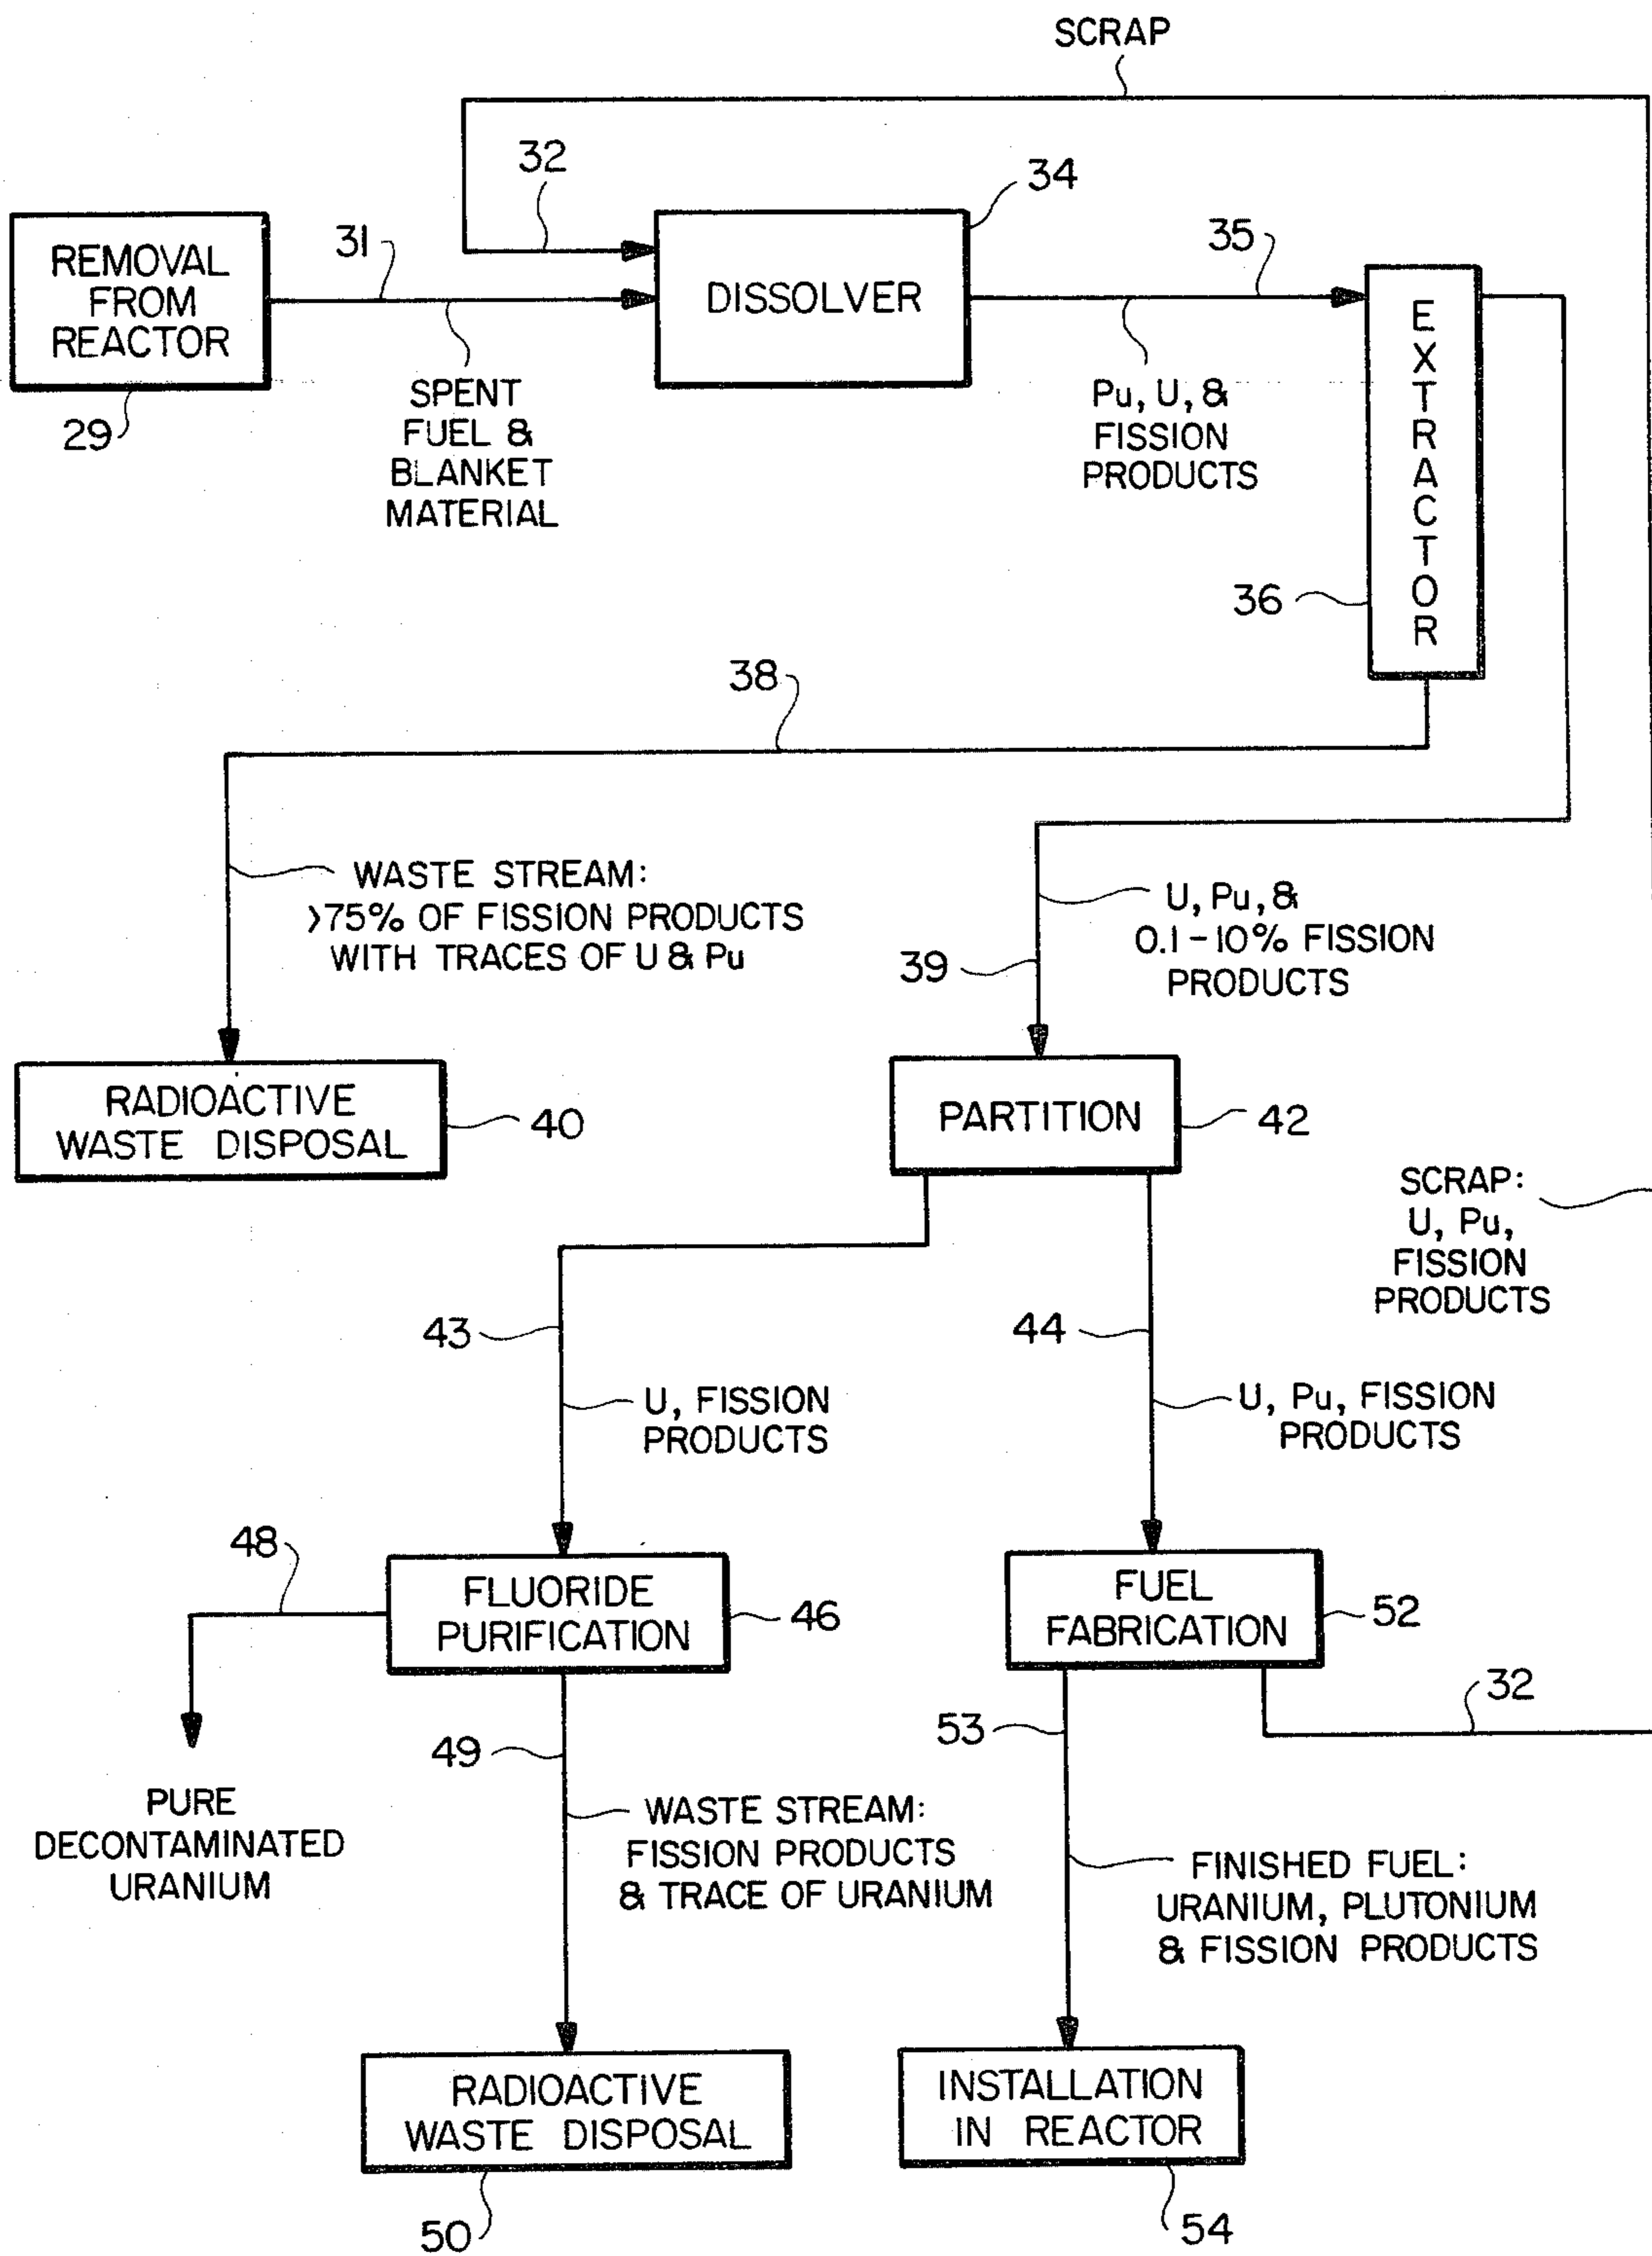 SCRAP
32
34
REMOVAL
FROM
REACTOR
29
31
SPENT
FUEL &
BLANKET
MATERIAL
DISSOLVER
35
Pu, U, &
FISSION
PRODUCTS
EXTRACTOR
36
38
WASTE STREAM:
>75% OF FISSION PRODUCTS
WITH TRACES OF U & Pu
39
U, Pu, &
0.1-10% FISSION
PRODUCTS
RADIOACTIVE
WASTE DISPOSAL
40
PARTITION
42
SCRAP:
U, Pu,
FISSION
PRODUCTS
43
U, FISSION
PRODUCTS
44
U, Pu, FISSION
PRODUCTS
48
FLUORIDE
PURIFICATION
46
FUEL
FABRICATION
52
32
PURE
DECONTAMINATED
URANIUM
49
WASTE STREAM:
FISSION PRODUCTS
& TRACE OF URANIUM
53
FINISHED FUEL:
URANIUM, PLUTONIUM
& FISSION PRODUCTS
RADIOACTIVE
WASTE DISPOSAL
50
INSTALLATION
IN REACTOR
54